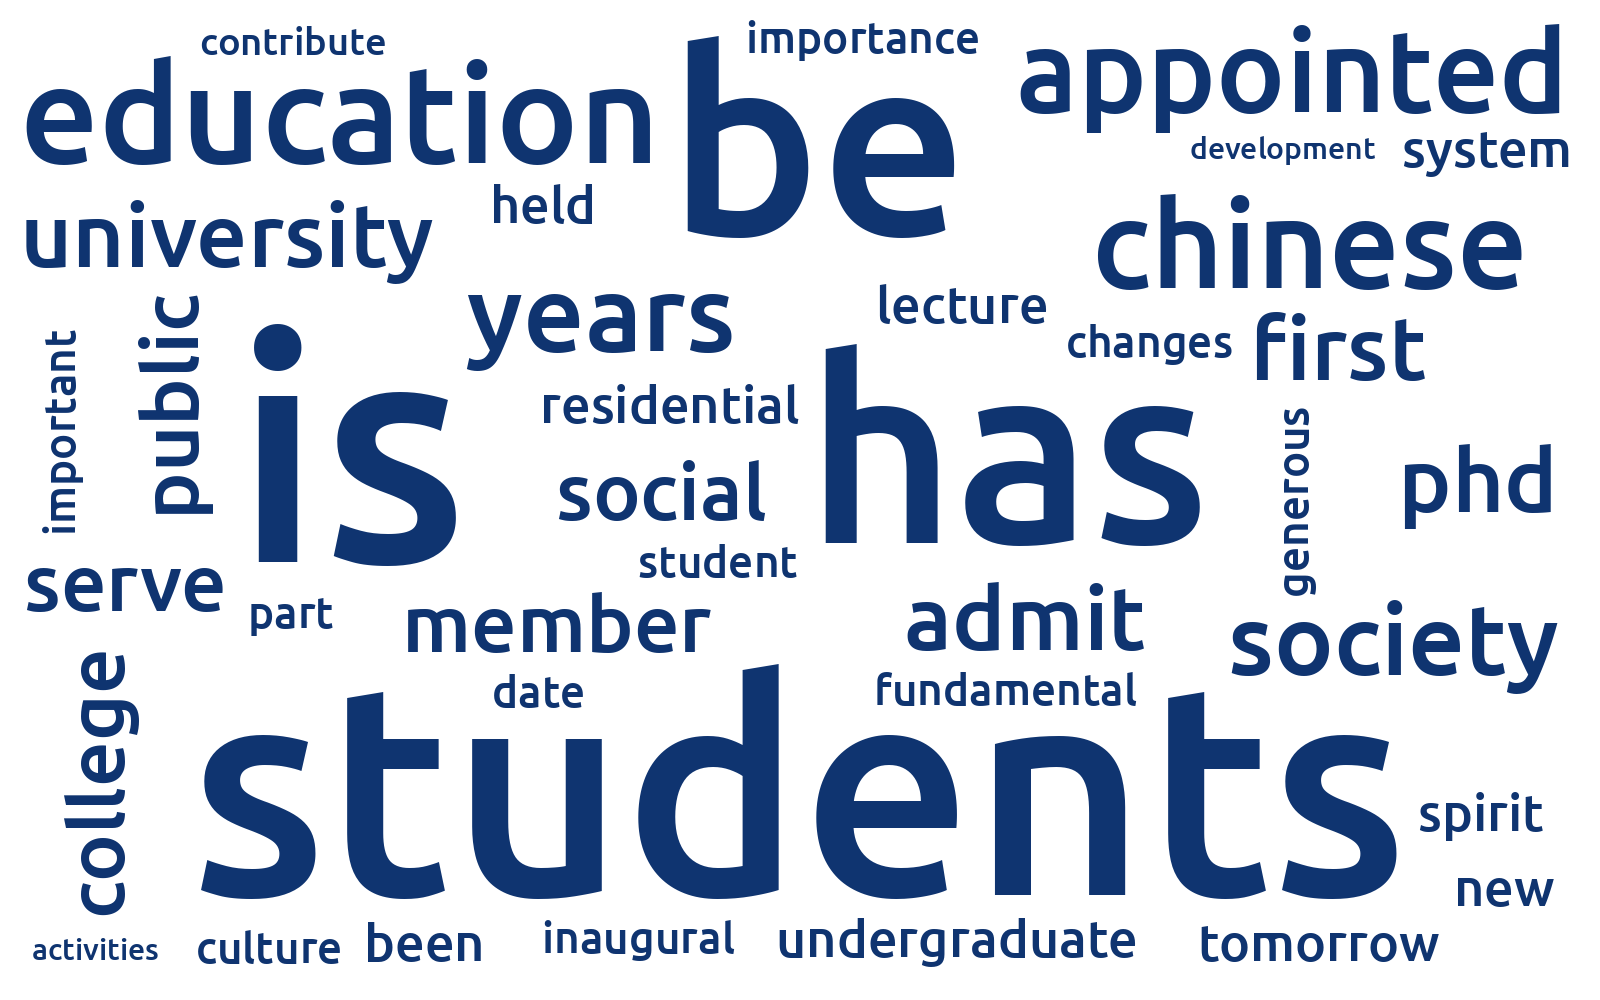 contribute
importance
education
be
appointed
development
system
university
held
chinese
public
important
years
lecture
changes
first
is
residential
has
generous
phd
social
student
serve
part
member
admit
society
college
date
fundamental
students
spirit
new
activities
culture
been
inaugural
undergraduate
tomorrow